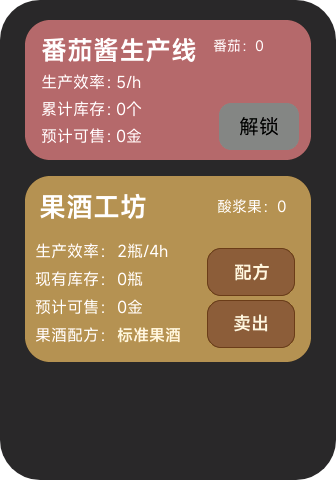 番茄酱生产线 番茄：0
生产效率：5/h
累计库存：0个
预计可售：0金
解锁
果酒工坊 酸浆果：0
生产效率：2瓶/4h
现有库存：0瓶
预计可售：0金
果酒配方：标准果酒
配方
卖出